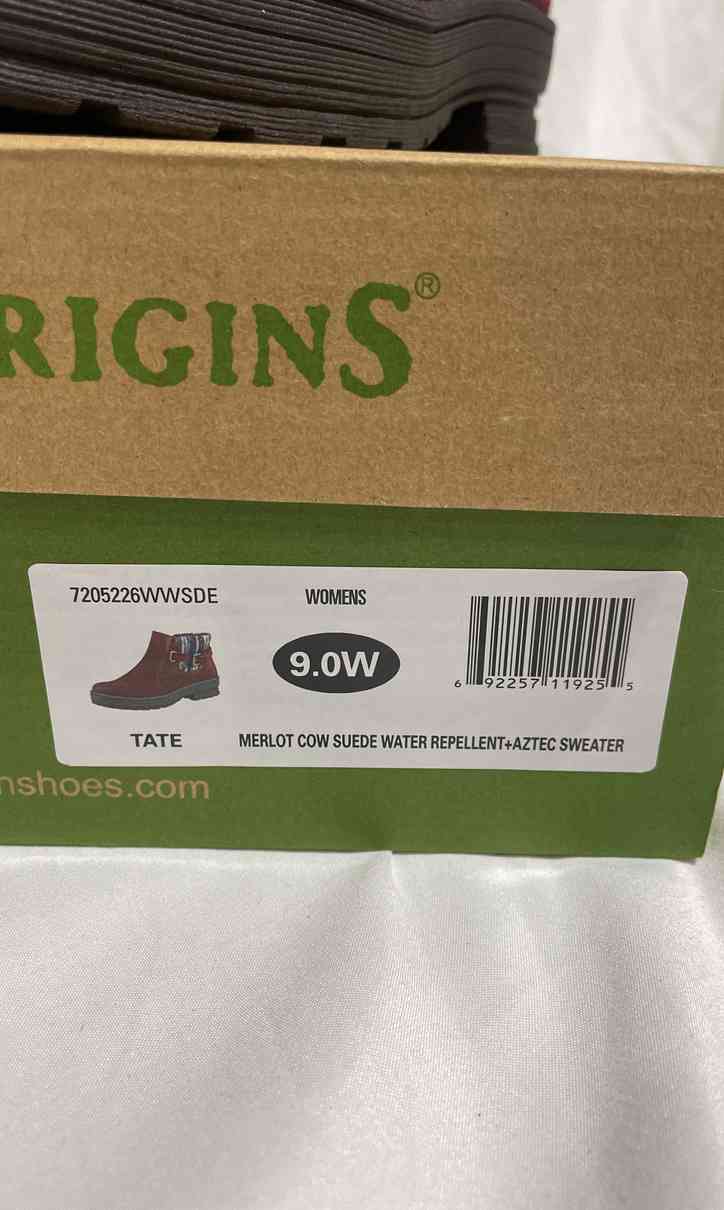 RIGINS®
7205226WWSDE
WOMENS
9.0W
6 92257 11925 5
TATE
MERLOT COW SUEDE WATER REPELLENT+AZTEC SWEATER
nshoes.com